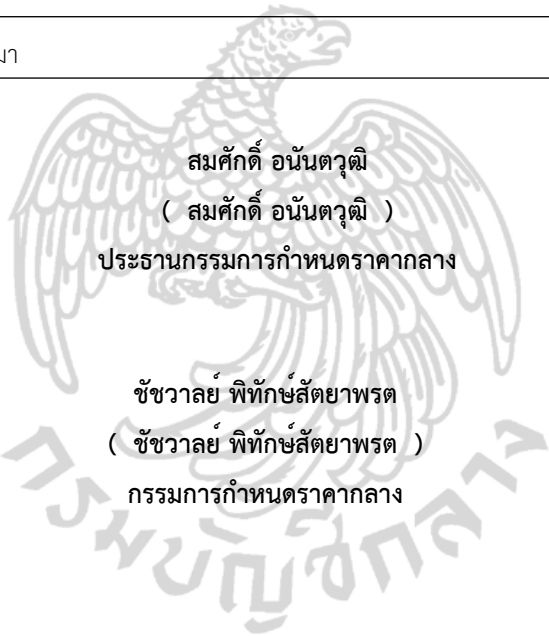 มา
สมศักดิ์ อนันตวุฒิ
( สมศักดิ์ อนันตวุฒิ )
ประธานกรรมการกำหนดราคากลาง
ชัชวาลย์ พิทักษ์สัตยาพรต
( ชัชวาลย์ พิทักษ์สัตยาพรต )
กรรมการกำหนดราคากลาง
กรมบัญชีกลาง